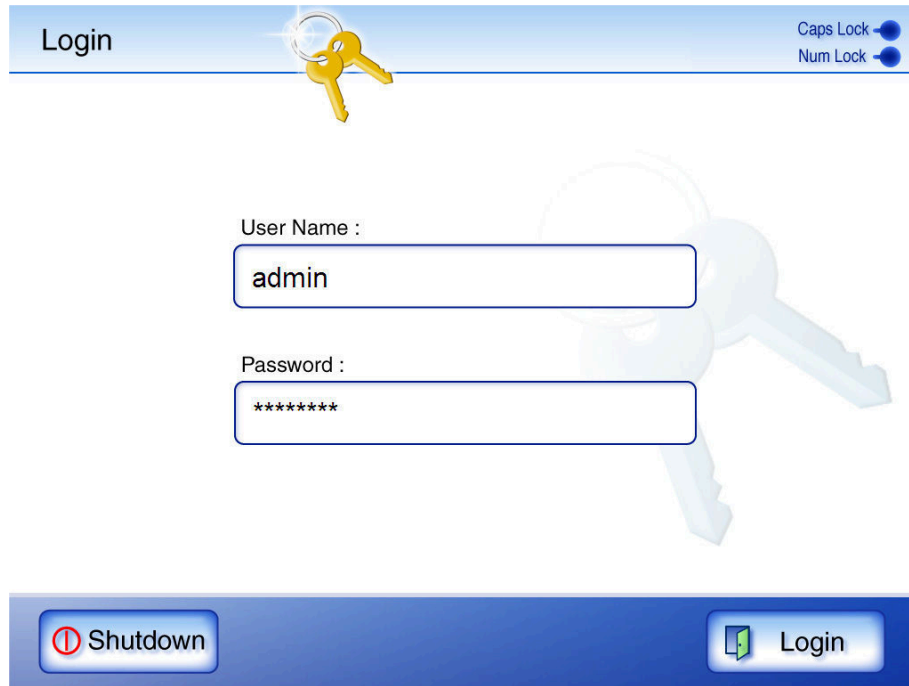 Login
Caps Lock
Num Lock
User Name :
admin
Password :
********
Shutdown
Login